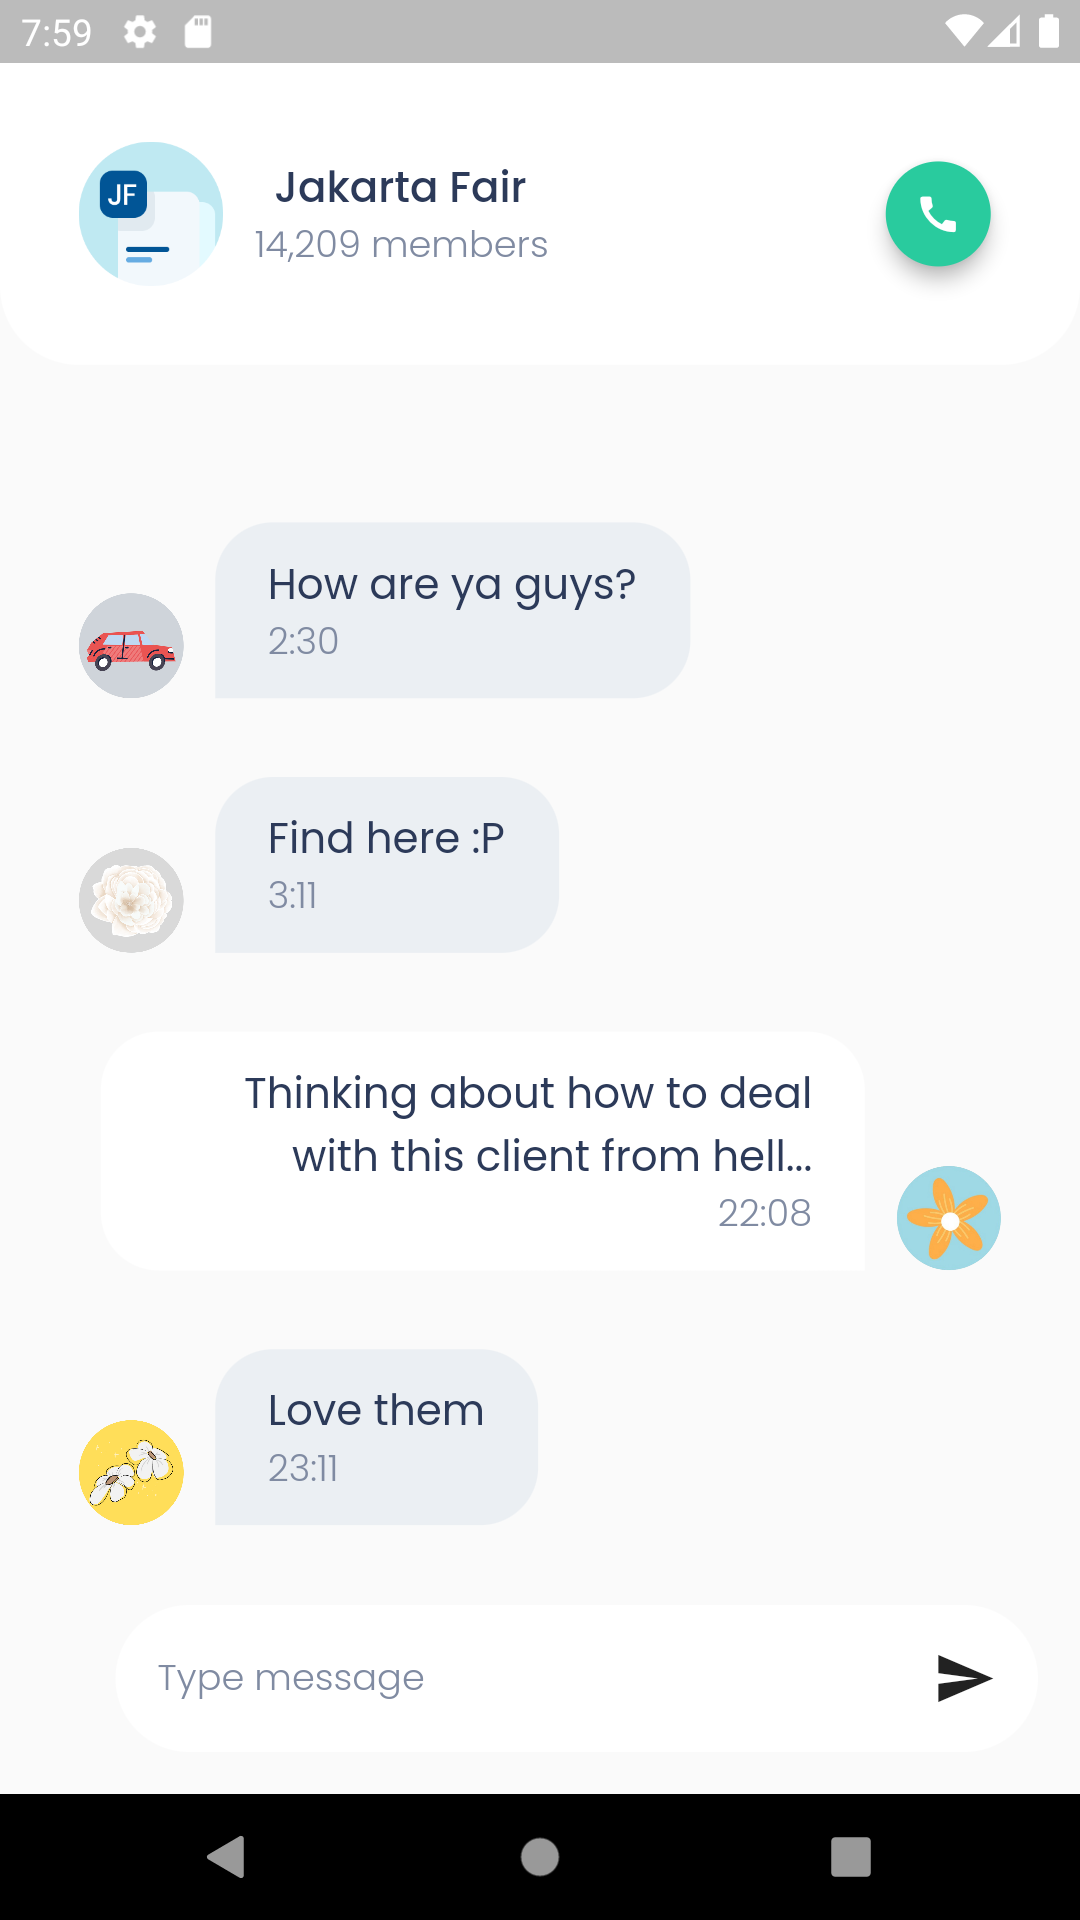 7:59
JF
Jakarta Fair
14,209 members
How are ya guys?
2:30
Find here :P
3:11
Thinking about how to deal
with this client from hell...
22:08
Love them
23:11
Type message